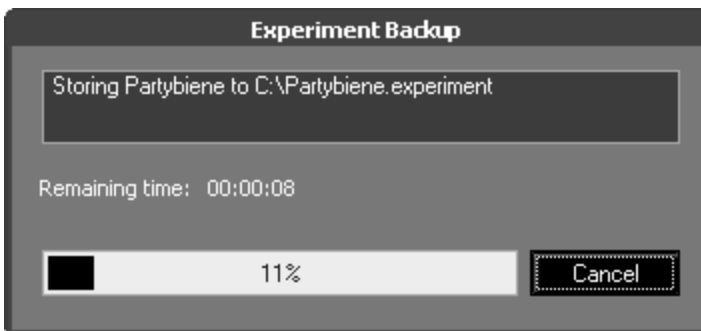 Experiment Backup
Storing Partybiene to C:\Partybiene.experiment
Remaining time: 00:00:08
11%
Cancel